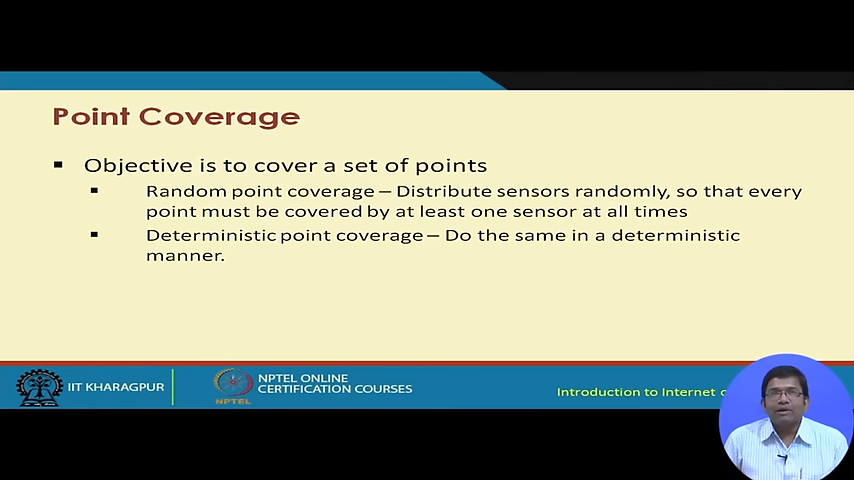 Point Coverage
▪ Objective is to cover a set of points
▪ Random point coverage – Distribute sensors randomly, so that every
point must be covered by at least one sensor at all times
▪ Deterministic point coverage – Do the same in a deterministic
manner.
IIT KHARAGPUR
NPTEL
NPTEL ONLINE
CERTIFICATION COURSES
Introduction to Internet